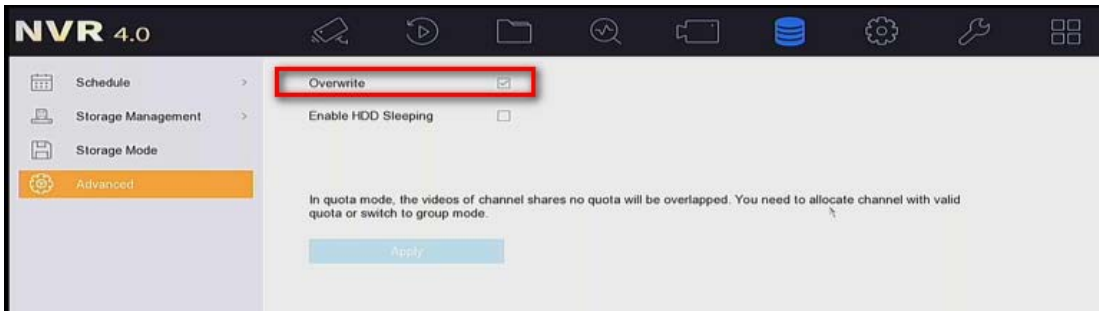 NVR 4.0
Schedule
Storage Management
Storage Mode
Advanced
Overwrite
Enable HDD Sleeping
In quota mode, the videos of channel shares no quota will be overlapped. You need to allocate channel with valid
quota or switch to group mode.
Apply